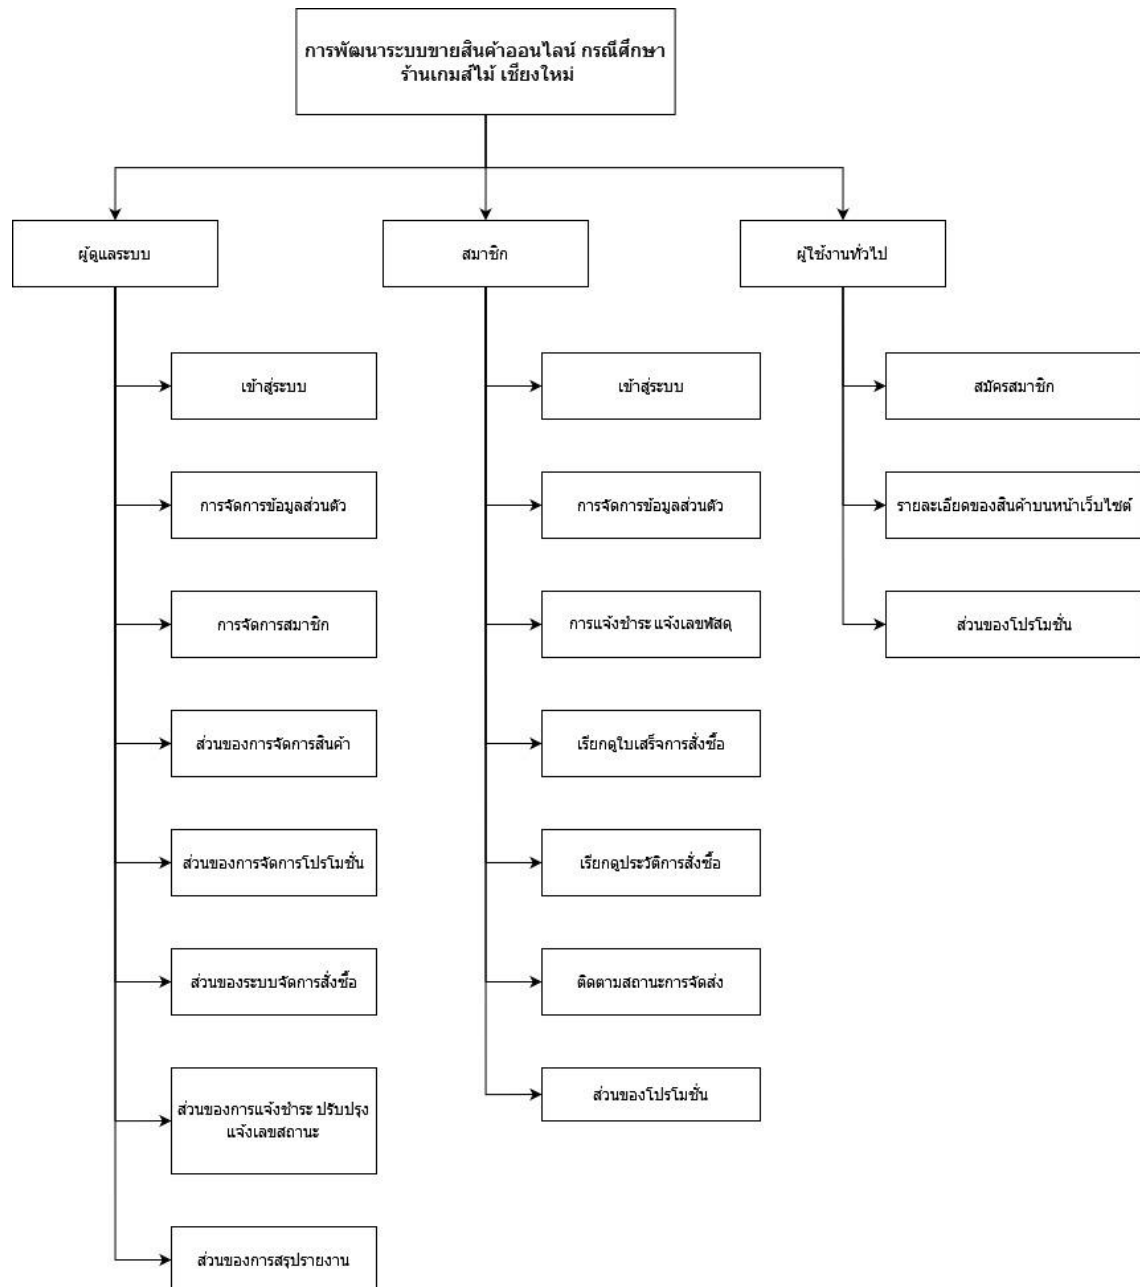 การพัฒนาระบบขายสินค้าออนไลน์ กรณีศึกษา
ร้านเกมส์ไม้ เชียงใหม่
ผู้ดูแลระบบ
สมาชิก
ผู้ใช้งานทั่วไป
เข้าสู่ระบบ
เข้าสู่ระบบ
สมัครสมาชิก
การจัดการข้อมูลส่วนตัว
การจัดการข้อมูลส่วนตัว
รายละเอียดของสินค้าบนหน้าเว็บไซต์
การจัดการสมาชิก
การแจ้งชำระ แจ้งเลขพัสดุ
ส่วนของโปรโมชั่น
ส่วนของการจัดการสินค้า
เรียกดูใบเสร็จการสั่งซื้อ
ส่วนของการจัดการโปรโมชั่น
เรียกดูประวัติการสั่งซื้อ
ส่วนของระบบจัดการสั่งซื้อ
ติดตามสถานะการจัดส่ง
ส่วนของโปรโมชั่น
ส่วนของการแจ้งชำระ ปรับปรุง
แจ้งเลขสถานะ
ส่วนของการสรุปรายงาน